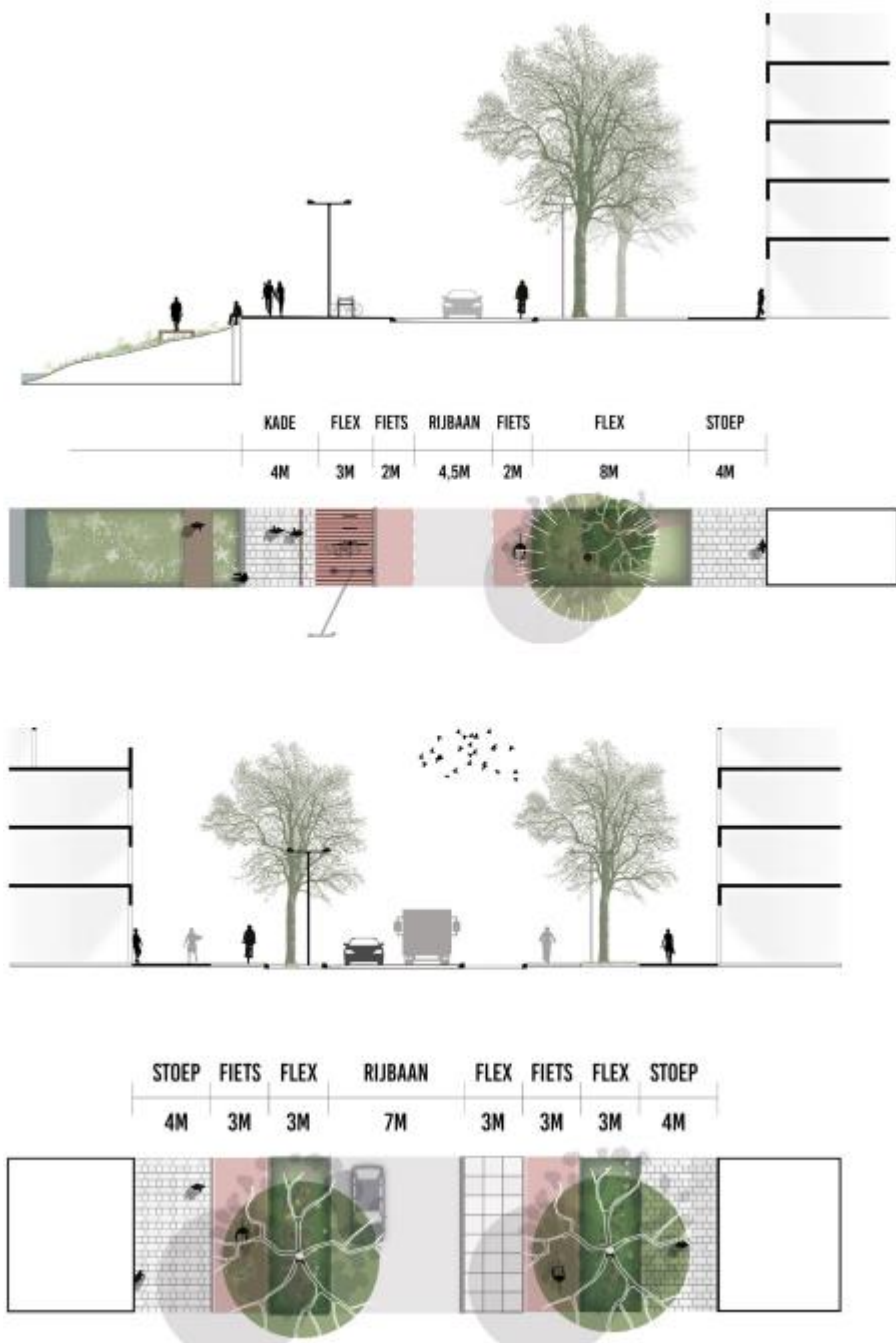 KADE FLEX FIETS RIJBAAN FIETS FLEX STOEP
4M 3M 2M 4,5M 2M 8M 4M
STOEP FIETS FLEX RIJBAAN FLEX FIETS FLEX STOEP
4M 3M 3M 7M 3M 3M 3M 4M